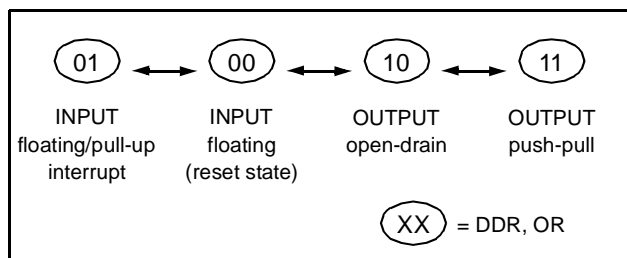 01 00 10 11
INPUT INPUT OUTPUT OUTPUT
floating/pull-up floating open-drain push-pull
interrupt (reset state)
XX = DDR, OR